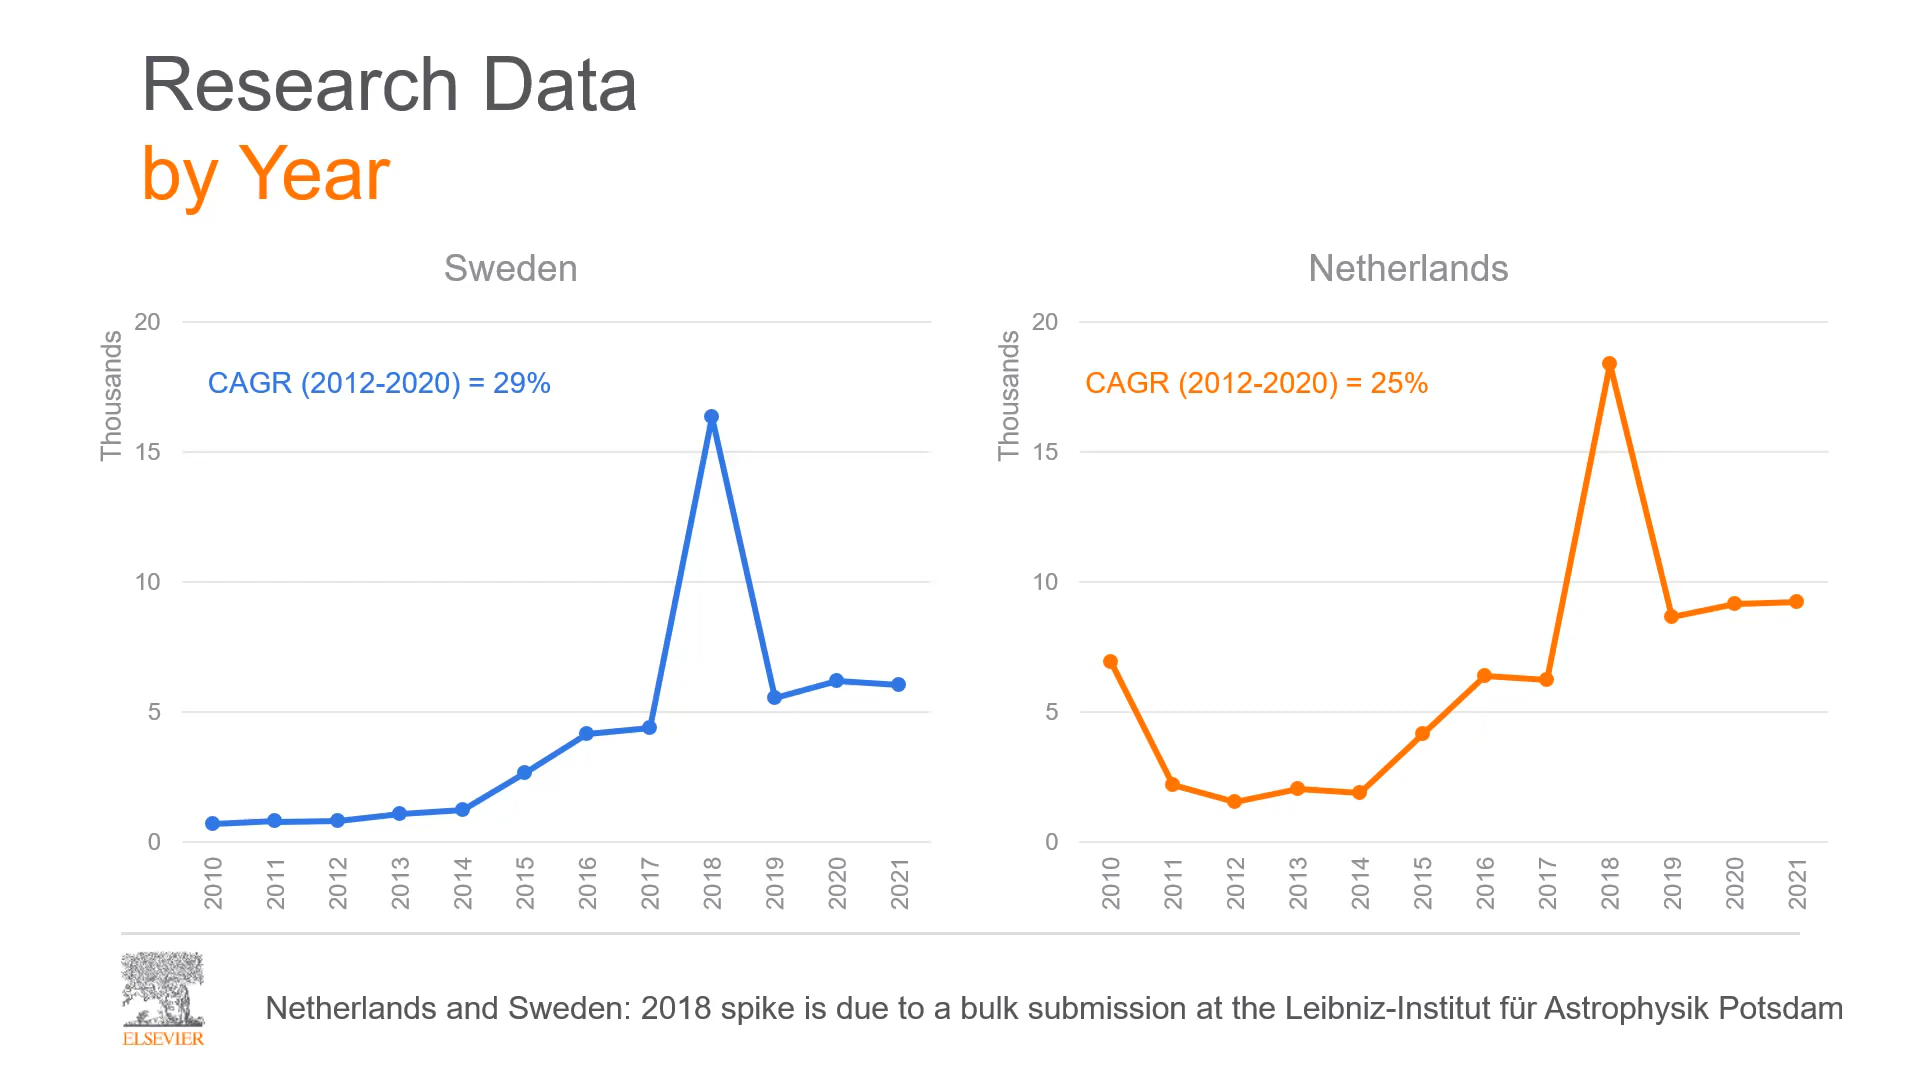 Research Data
by Year
Sweden
Thousands
20
15
10
5
0
CAGR (2012-2020) = 29%
2010 2011 2012 2013 2014 2015 2016 2017 2018 2019 2020 2021
Netherlands
Thousands
20
15
10
5
0
CAGR (2012-2020) = 25%
2010 2011 2012 2013 2014 2015 2016 2017 2018 2019 2020 2021
ELSEVIER
Netherlands and Sweden: 2018 spike is due to a bulk submission at the Leibniz-Institut für Astrophysik Potsdam